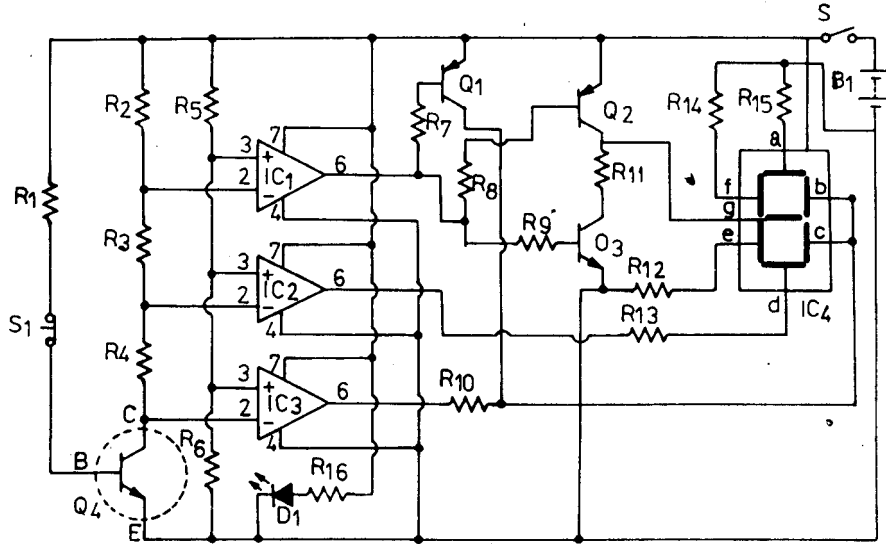 S
R2
R5
Q1
B1
R14
R15
Q2
7
R7
a
3
+
IC1
6
2
−
4
R8
R11
f
b
g
R1
R9
O3
e
c
R3
7
3
+
IC2
6
2
−
4
R12
d
IC4
R13
S1
R4
7
3
+
IC3
6
R10
C
2
−
4
R6
B
R16
Q4
D1
E